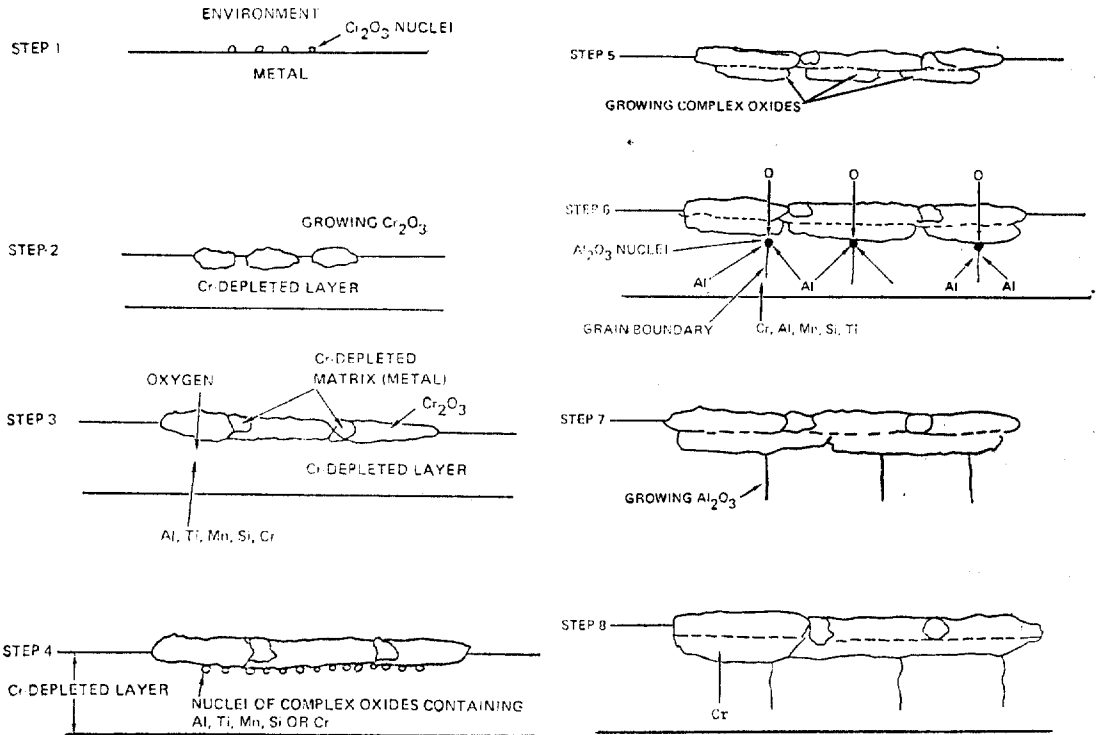 ENVIRONMENT
Cr2O3 NUCLEI
STEP 1
METAL
STEP-2
GROWING Cr2O3
Cr-DEPLETED LAYER
STEP 3
OXYGEN
Cr-DEPLETED
MATRIX (METAL)
Cr2O3
Cr-DEPLETED LAYER
Al, Ti, Mn, Si, Cr
STEP 4
Cr-DEPLETED LAYER
NUCLEI OF COMPLEX OXIDES CONTAINING
Al, Ti, Mn, Si OR Cr
STEP 5
GROWING COMPLEX OXIDES
O O O
STEP 6
Al2O3 NUCLEI
Al Al Al Al
GRAIN BOUNDARY Cr, Al, Mn, Si, Ti
STEP 7
GROWING Al2O3
STEP 8
Cr